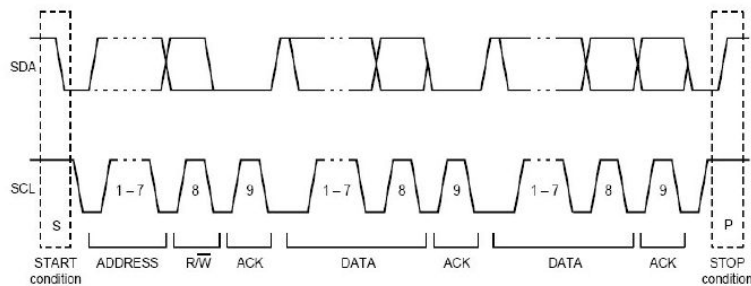 SDA
SCL
1 – 7 8 9 1 – 7 8 9 1 – 7 8 9
S P
START condition ADDRESS R/W̅ ACK DATA ACK DATA ACK STOP condition